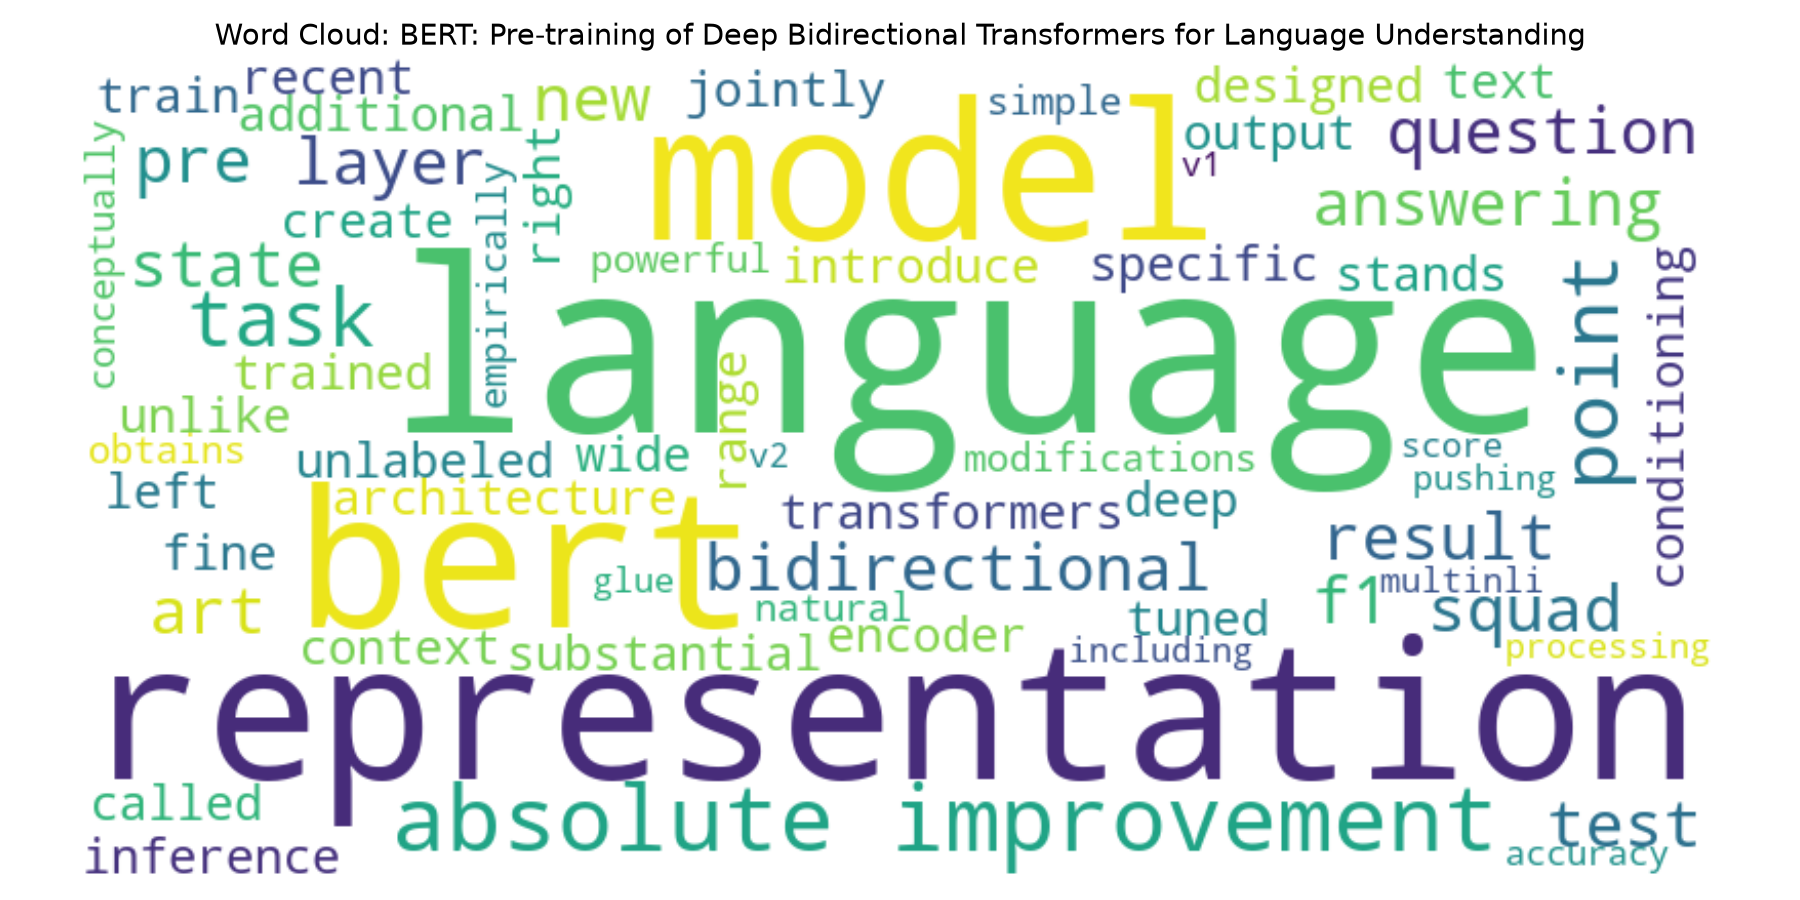 Word Cloud: BERT: Pre-training of Deep Bidirectional Transformers for Language Understanding
train
recent
additional
new
jointly
simple
designed
text
conceptually
pre
layer
empirically
right
model
v1
output
question
create
answering
state
powerful
introduce
specific
stands
task
language
point
conditioning
trained
range
unlike
obtains
unlabeled
wide
v2
modifications
score
pushing
left
architecture
transformers
deep
bert
fine
glue
bidirectional
result
multinli
art
natural
tuned
f1
squad
context
substantial
encoder
including
processing
representation
called
absolute improvement
test
inference
accuracy